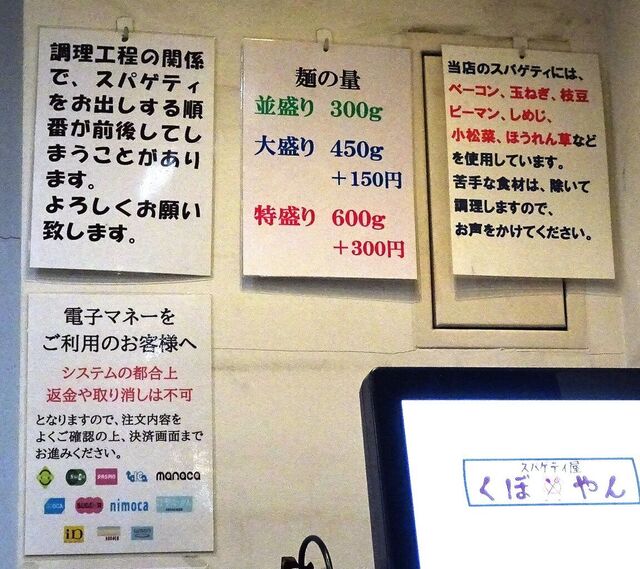 調理工程の関係
で、スパゲティ
をお出しする順
番が前後してし
まうことがあり
ます。
よろしくお願い
致します。
麺の量
並盛り 300g
大盛り 450g
+150円
特盛り 600g
+300円
当店のスパゲティには、
ベーコン、玉ねぎ、枝豆
ピーマン、しめじ、
小松菜、ほうれん草など
を使用しています。
苦手な食材は、除いて
調理しますので、
お声をかけてください。
電子マネーを
ご利用のお客様へ
システムの都合上
返金や取り消しは不可
となりますので、注文内容を
よくご確認の上、決済画面まで
お進みください。
PASMO
manaca
nimoca
iD
スパゲティ屋
くぼやん